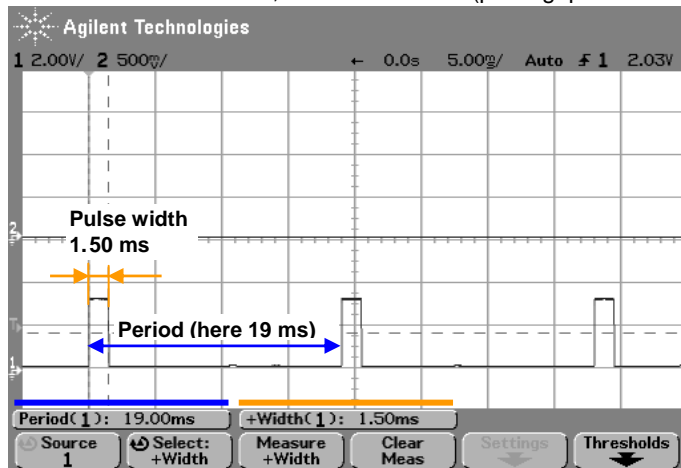 Agilent Technologies
1 2.00V/ 2 500mV/ ← 0.0s 5.00ms/ Auto 1 2.03V
2
Pulse width
1.50 ms
Period (here 19 ms)
T
1
Period(1): 19.00ms +Width(1): 1.50ms
Source
1
Select:
+Width
Measure
+Width
Clear
Meas
Settings
Thresholds